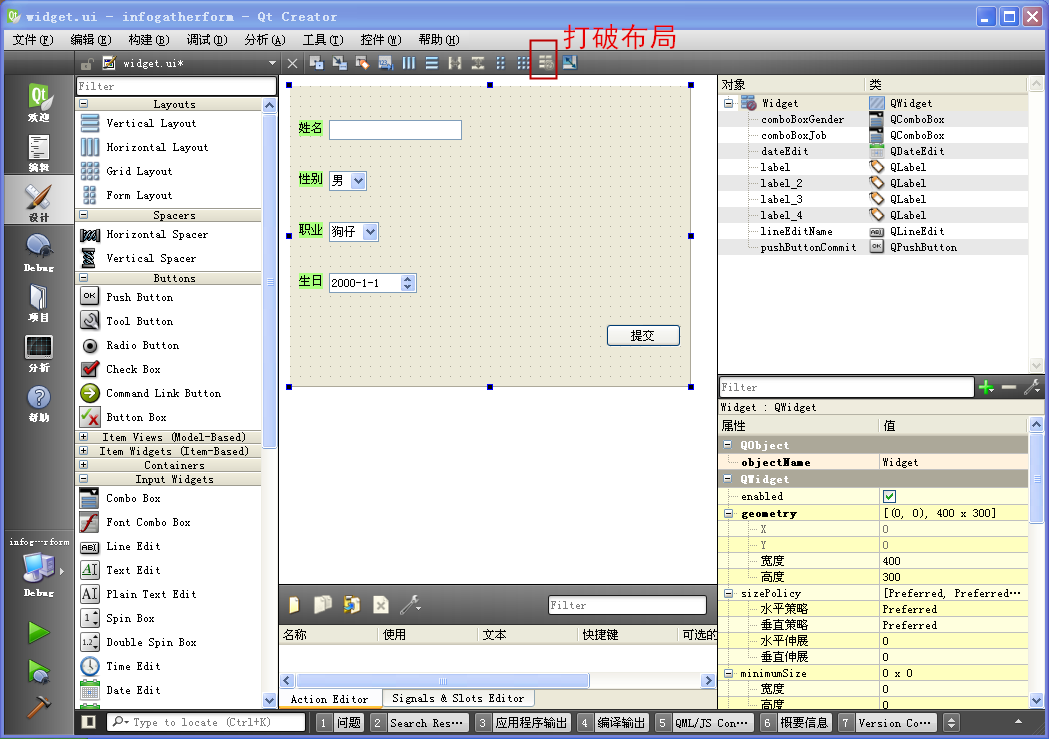 widget.ui - infogatherform - Qt Creator
文件(F) 编辑(E) 构建(B) 调试(D) 分析(A) 工具(T) 控件(W) 帮助(H)
打破布局
widget.ui*
Qt
欢迎
编辑
设计
Debug
项目
分析
帮助
infog···rform
Debug
Filter
Layouts
Vertical Layout
Horizontal Layout
Grid Layout
Form Layout
Spacers
Horizontal Spacer
Vertical Spacer
Buttons
OK Push Button
Tool Button
Radio Button
Check Box
Command Link Button
Button Box
Item Views (Model-Based)
Item Widgets (Item-Based)
Containers
Input Widgets
Combo Box
Font Combo Box
Line Edit
Text Edit
Plain Text Edit
Spin Box
Double Spin Box
Time Edit
Date Edit
姓名
性别 男
职业 狗仔
生日 2000-1-1
提交
Filter
名称 使用 文本 快捷键 可选的
Action Editor Signals & Slots Editor
对象 类
Widget QWidget
comboBoxGender QComboBox
comboBoxJob QComboBox
dateEdit QDateEdit
label QLabel
label_2 QLabel
label_3 QLabel
label_4 QLabel
lineEditName QLineEdit
pushButtonCommit QPushButton
Filter
Widget : QWidget
属性 值
QObject
objectName Widget
QWidget
enabled
geometry [(0, 0), 400 x 300]
X 0
Y 0
宽度 400
高度 300
sizePolicy [Preferred, Preferred···
水平策略 Preferred
垂直策略 Preferred
水平伸展 0
垂直伸展 0
minimumSize 0 x 0
宽度 0
高度 0
Type to locate (Ctrl+K) 1 问题 2 Search Res··· 3 应用程序输出 4 编译输出 5 QML/JS Con··· 6 概要信息 7 Version Co···